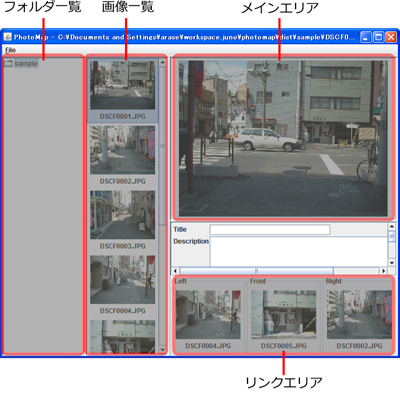 フォルダ一覧 画像一覧 メインエリア
PhotoMap - C:¥Documents and Settings¥arase¥workspace.juno¥photomap¥dist¥sample¥DSCF0...
File
sample
DSCF0001.JPG
DSCF0002.JPG
DSCF0003.JPG
DSCF0004.JPG
Title
Description
Left Front Right
DSCF0004.JPG DSCF0005.JPG DSCF0002.JPG
リンクエリア